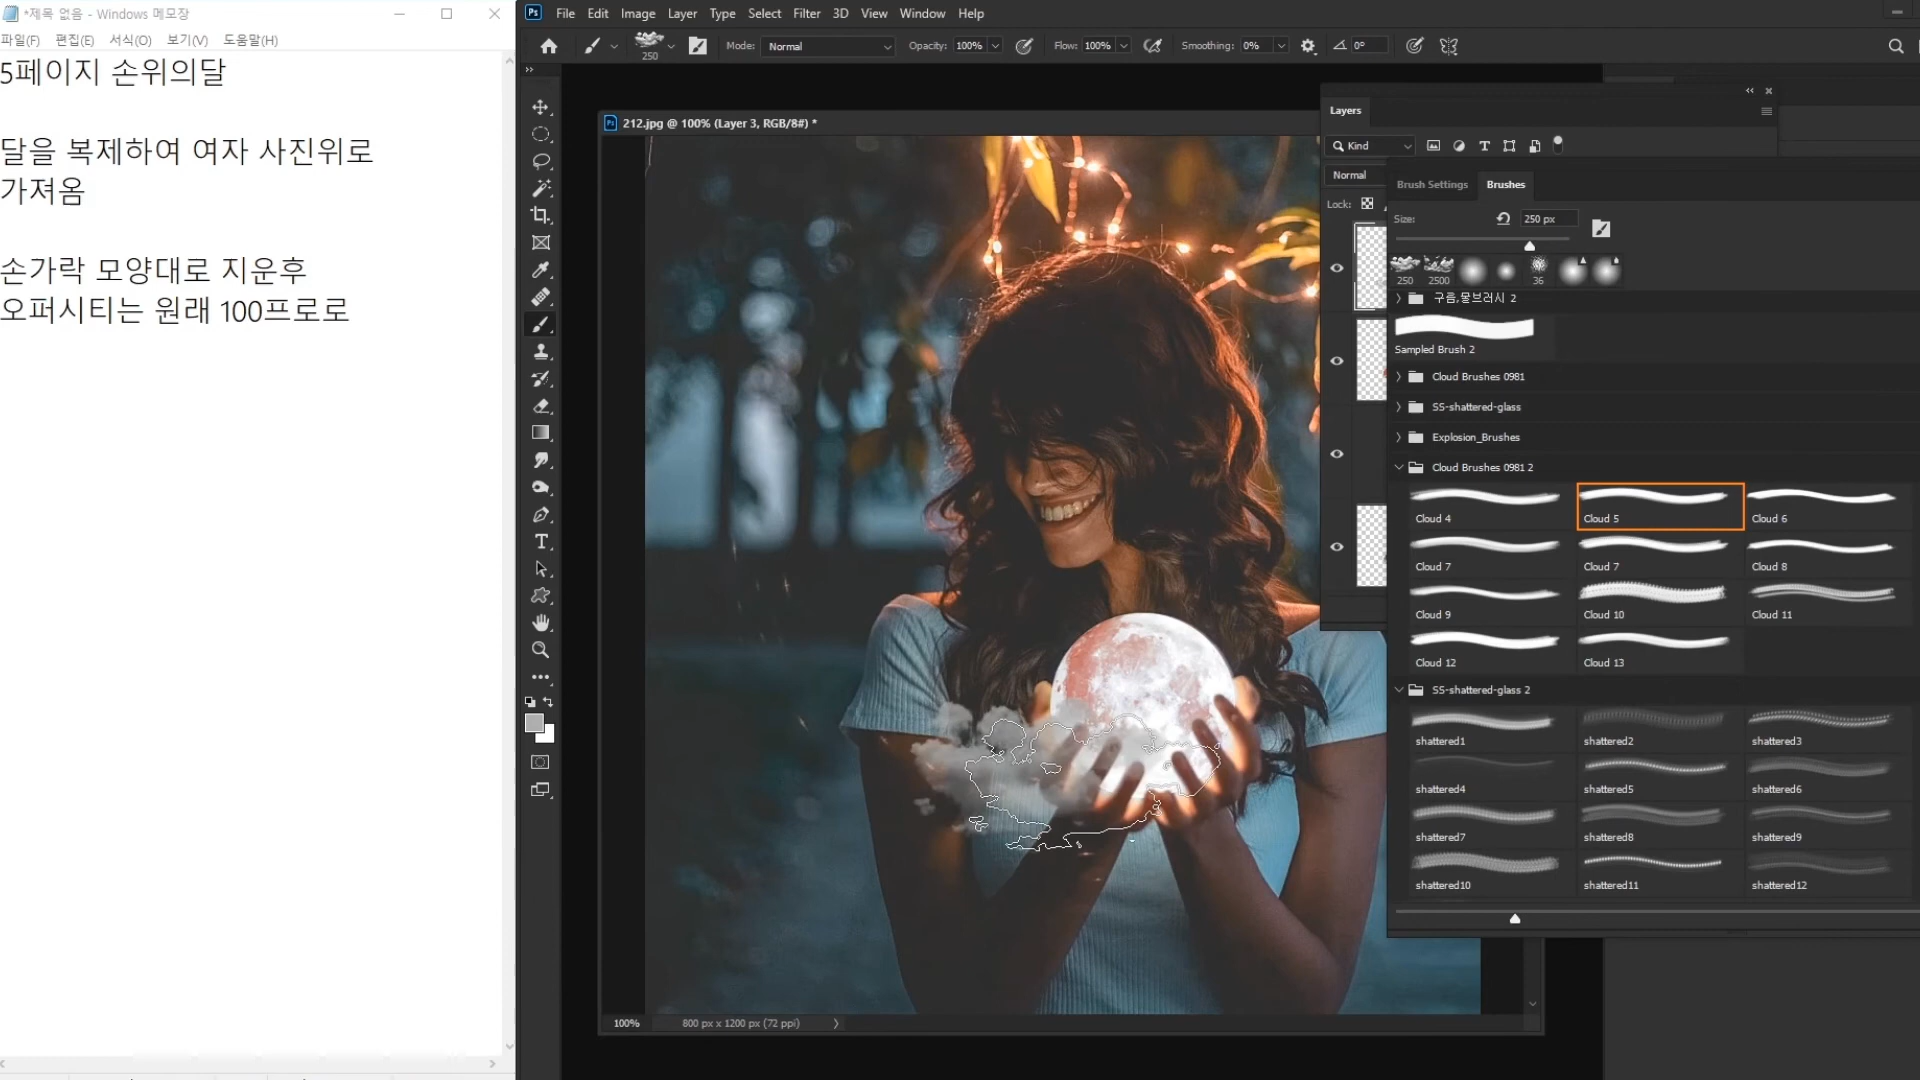 *제목 없음 - Windows 메모장
파일(F) 편집(E) 서식(O) 보기(V) 도움말(H)
5페이지 손위의달
달을 복제하여 여자 사진위로
가져옴
손가락 모양대로 지운후
오퍼시티는 원래 100프로로
Ps File Edit Image Layer Type Select Filter 3D View Window Help
250 Mode: Normal Opacity: 100% Flow: 100% Smoothing: 0% 0°
Ps 212.jpg @ 100% (Layer 3, RGB/8#) *
Layers
Kind
Normal
Lock:
Brush Settings Brushes
Size: 250 px
250 2500 36
구름,몽브러시 2
Sampled Brush 2
Cloud Brushes 0981
SS-shattered-glass
Explosion_Brushes
Cloud Brushes 0981 2
Cloud 4 Cloud 5 Cloud 6
Cloud 7 Cloud 7 Cloud 8
Cloud 9 Cloud 10 Cloud 11
Cloud 12 Cloud 13
SS-shattered-glass 2
shattered1 shattered2 shattered3
shattered4 shattered5 shattered6
shattered7 shattered8 shattered9
shattered10 shattered11 shattered12
100% 800 px x 1200 px (72 ppi)